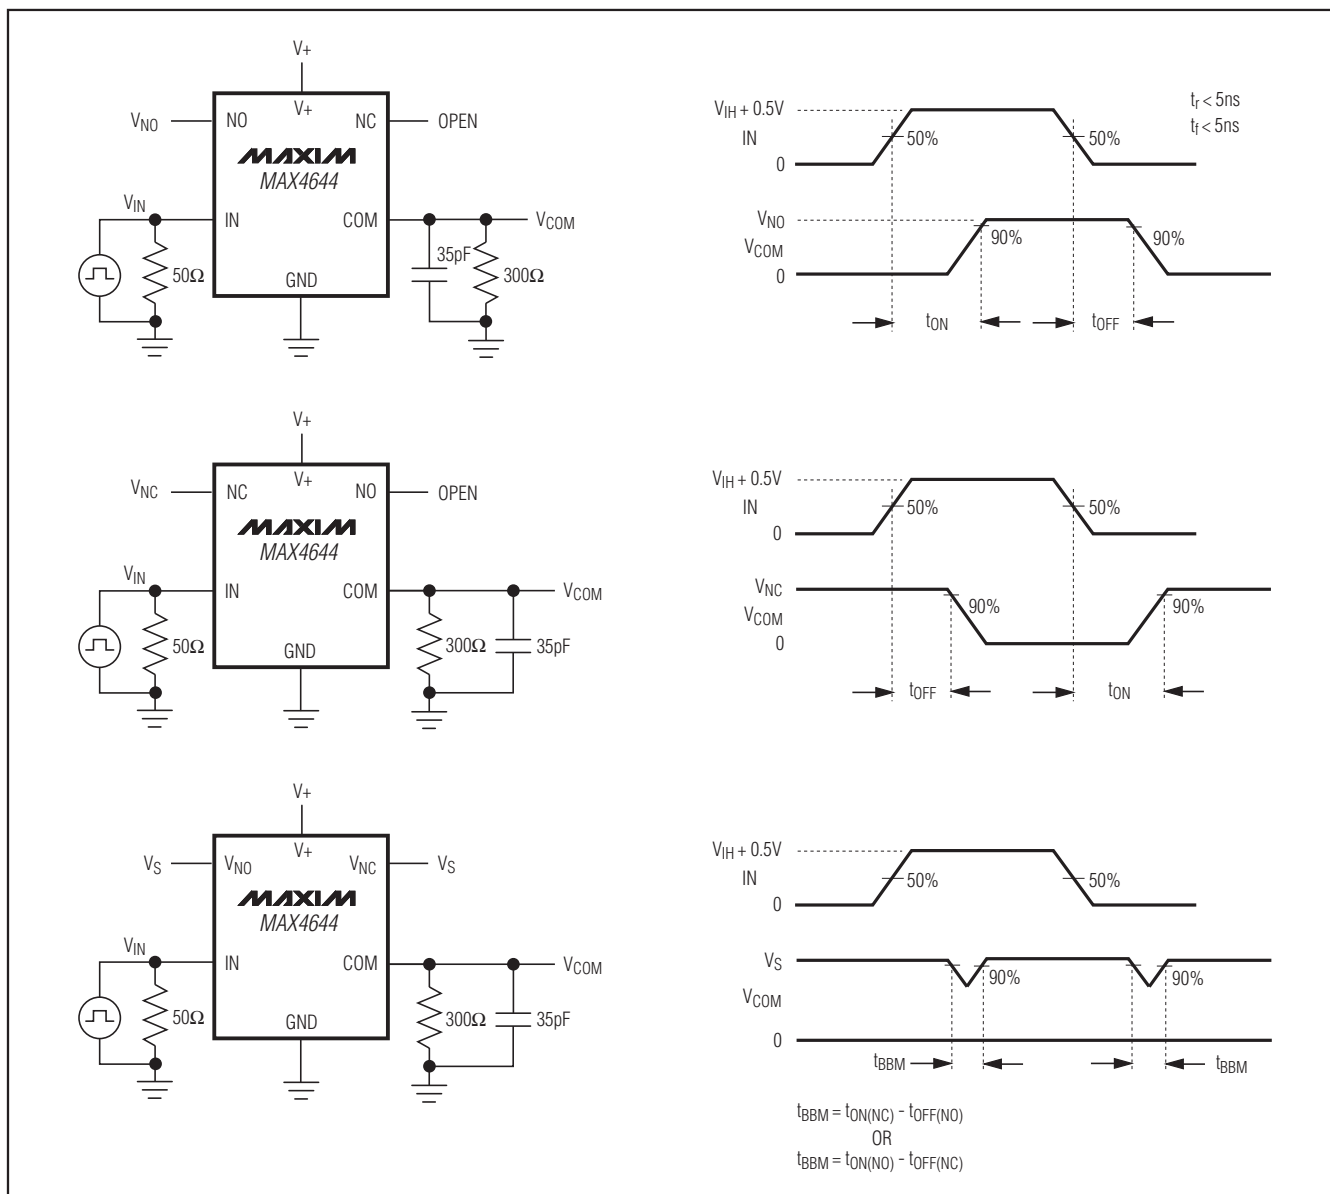 V+
V+
VNO
NO
NC
OPEN
MAXIM
MAX4644
VIN
IN
COM
VCOM
50Ω
35pF
300Ω
GND
VIH + 0.5V
IN
0
50%
50%
tr < 5ns
tf < 5ns
VNO
VCOM
0
90%
90%
tON
tOFF
V+
V+
VNC
NC
NO
OPEN
MAXIM
MAX4644
VIN
IN
COM
VCOM
50Ω
300Ω
35pF
GND
VIH + 0.5V
IN
0
50%
50%
VNC
VCOM
0
90%
90%
tOFF
tON
V+
V+
VS
VNO
VNC
VS
MAXIM
MAX4644
VIN
IN
COM
VCOM
50Ω
300Ω
35pF
GND
VIH + 0.5V
IN
0
50%
50%
VS
VCOM
0
90%
90%
tBBM
tBBM
tBBM = tON(NC) - tOFF(NO)
OR
tBBM = tON(NO) - tOFF(NC)